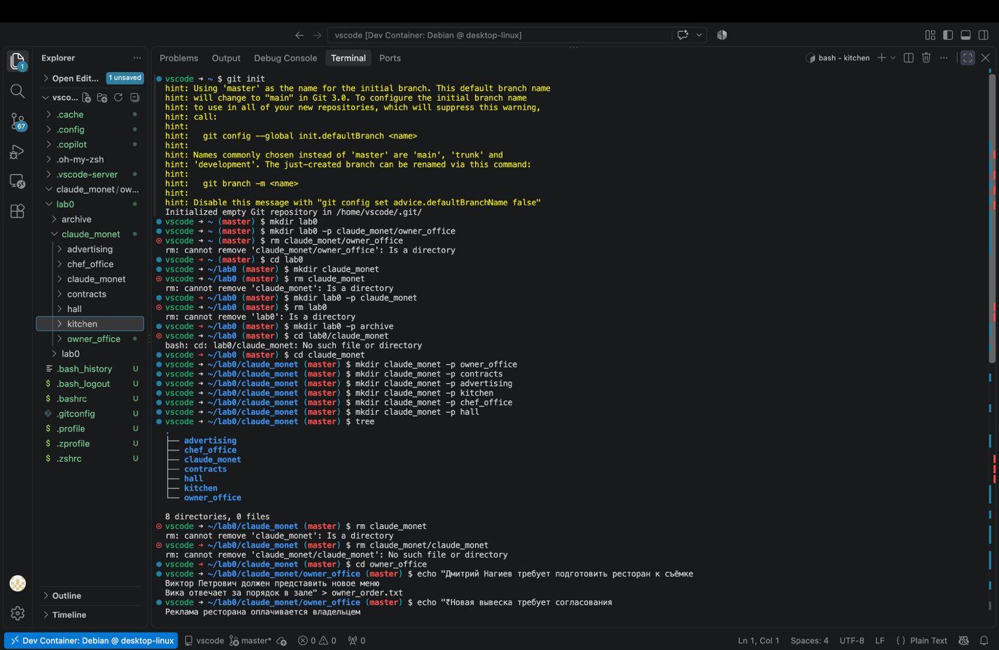 vscode [Dev Container: Debian @ desktop-linux]
Explorer
Problems Output Debug Console Terminal Ports
bash - kitchen
1
Open Edit... 1 unsaved
vsco...
.cache
.config
.copilot
.oh-my-zsh
.vscode-server
claude_monet/ow...
lab0
archive
claude_monet
advertising
chef_office
claude_monet
contracts
hall
kitchen
owner_office
lab0
.bash_history U
.bash_logout U
.bashrc U
.gitconfig U
.profile U
.zprofile U
.zshrc U
67
Outline
Timeline
vscode → ~ $ git init
hint: Using 'master' as the name for the initial branch. This default branch name
hint: will change to "main" in Git 3.0. To configure the initial branch name
hint: to use in all of your new repositories, which will suppress this warning,
hint: call:
hint:
hint:   git config --global init.defaultBranch <name>
hint:
hint: Names commonly chosen instead of 'master' are 'main', 'trunk' and
hint: 'development'. The just-created branch can be renamed via this command:
hint:
hint:   git branch -m <name>
hint:
hint: Disable this message with "git config set advice.defaultBranchName false"
Initialized empty Git repository in /home/vscode/.git/
vscode → ~ (master) $ mkdir lab0
vscode → ~ (master) $ mkdir lab0 -p claude_monet/owner_office
vscode → ~ (master) $ rm claude_monet/owner_office
rm: cannot remove 'claude_monet/owner_office': Is a directory
vscode → ~ (master) $ cd lab0
vscode → ~/lab0 (master) $ mkdir claude_monet
vscode → ~/lab0 (master) $ rm claude_monet
rm: cannot remove 'claude_monet': Is a directory
vscode → ~/lab0 (master) $ mkdir lab0 -p claude_monet
vscode → ~/lab0 (master) $ rm lab0
rm: cannot remove 'lab0': Is a directory
vscode → ~/lab0 (master) $ mkdir lab0 -p archive
vscode → ~/lab0 (master) $ cd lab0/claude_monet
bash: cd: lab0/claude_monet: No such file or directory
vscode → ~/lab0 (master) $ cd claude_monet
vscode → ~/lab0/claude_monet (master) $ mkdir claude_monet -p owner_office
vscode → ~/lab0/claude_monet (master) $ mkdir claude_monet -p contracts
vscode → ~/lab0/claude_monet (master) $ mkdir claude_monet -p advertising
vscode → ~/lab0/claude_monet (master) $ mkdir claude_monet -p kitchen
vscode → ~/lab0/claude_monet (master) $ mkdir claude_monet -p chef_office
vscode → ~/lab0/claude_monet (master) $ mkdir claude_monet -p hall
vscode → ~/lab0/claude_monet (master) $ tree
.
├── advertising
├── chef_office
├── claude_monet
├── contracts
├── hall
├── kitchen
└── owner_office
8 directories, 0 files
vscode → ~/lab0/claude_monet (master) $ rm claude_monet
rm: cannot remove 'claude_monet': Is a directory
vscode → ~/lab0/claude_monet (master) $ rm claude_monet/claude_monet
rm: cannot remove 'claude_monet/claude_monet': No such file or directory
vscode → ~/lab0/claude_monet (master) $ cd owner_office
vscode → ~/lab0/claude_monet/owner_office (master) $ echo "Дмитрий Нагиев требует подготовить ресторан к съёмке
Виктор Петрович должен представить новое меню
Вика отвечает за порядок в зале" > owner_order.txt
vscode → ~/lab0/claude_monet/owner_office (master) $ echo "₹Новая вывеска требует согласования
Реклама ресторана оплачивается владельцем
Dev Container: Debian @ desktop-linux vscode master* 0 0 0
Ln 1, Col 1 Spaces: 4 UTF-8 LF { } Plain Text